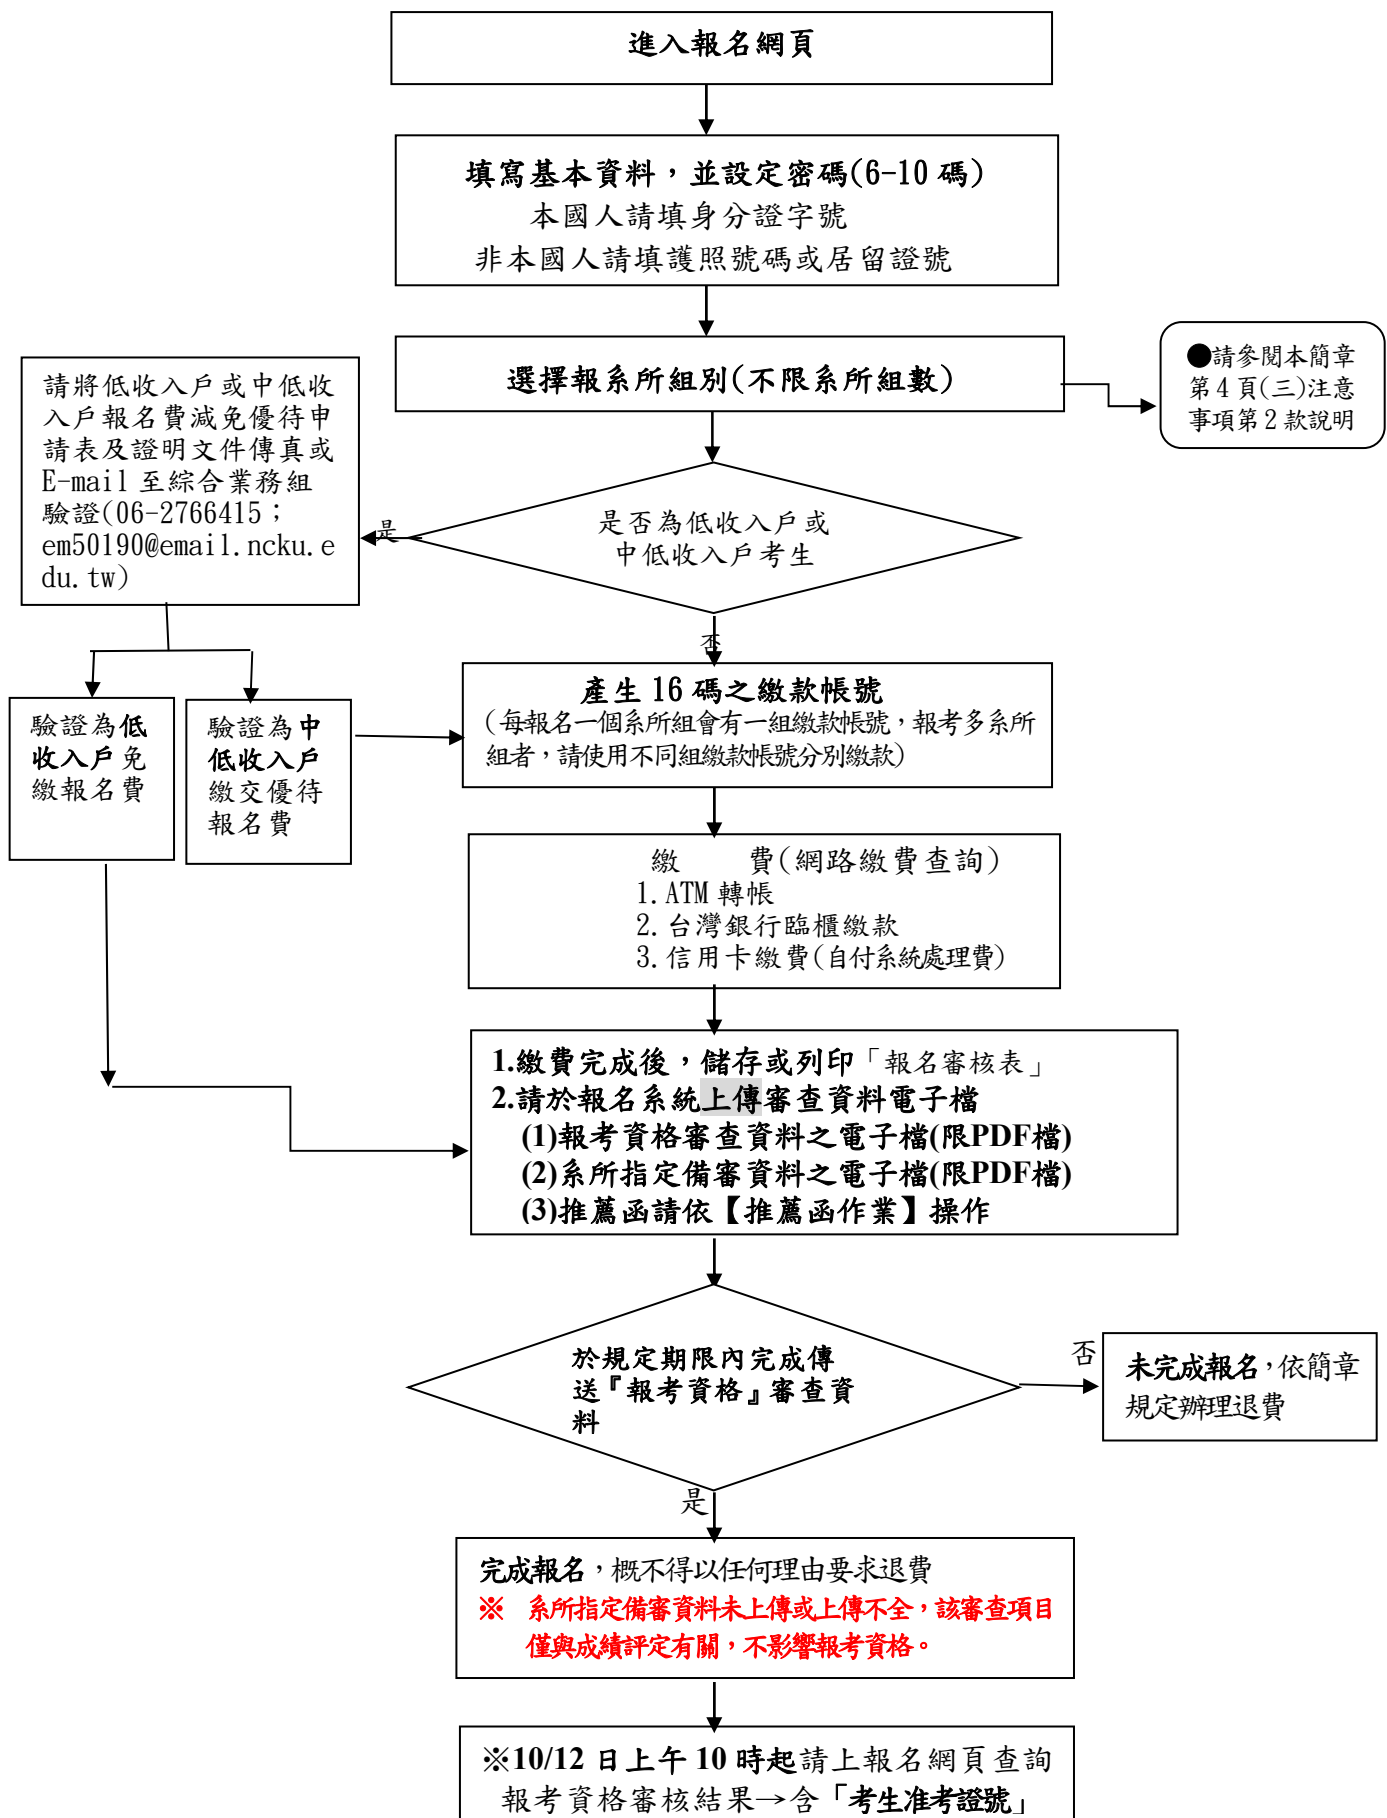 進入報名網頁
填寫基本資料，並設定密碼(6-10 碼)
本國人請填身分證字號
非本國人請填護照號碼或居留證號
選擇報系所組別(不限系所組數)
●請參閱本簡章
第 4 頁(三)注意
事項第 2 款說明
請將低收入戶或中低收
入戶報名費減免優待申
請表及證明文件傳真或
E-mail 至綜合業務組
驗證(06-2766415；
em50190@email.ncku.e
du.tw)
是
是否為低收入戶或
中低收入戶考生
否
驗證為低
收入戶免
繳報名費
驗證為中
低收入戶
繳交優待
報名費
產生 16 碼之繳款帳號
(每報名一個系所組會有一組繳款帳號，報考多系所
組者，請使用不同組繳款帳號分別繳款)
繳　　費(網路繳費查詢)
1.ATM 轉帳
2.台灣銀行臨櫃繳款
3.信用卡繳費(自付系統處理費)
1.繳費完成後，儲存或列印「報名審核表」
2.請於報名系統上傳審查資料電子檔
(1)報考資格審查資料之電子檔(限PDF檔)
(2)系所指定備審資料之電子檔(限PDF檔)
(3)推薦函請依【推薦函作業】操作
於規定期限內完成傳
送『報考資格』審查資
料
否
未完成報名，依簡章
規定辦理退費
是
完成報名，概不得以任何理由要求退費
※　系所指定備審資料未上傳或上傳不全，該審查項目
僅與成績評定有關，不影響報考資格。
※10/12 日上午 10 時起請上報名網頁查詢
報考資格審核結果→含「考生准考證號」